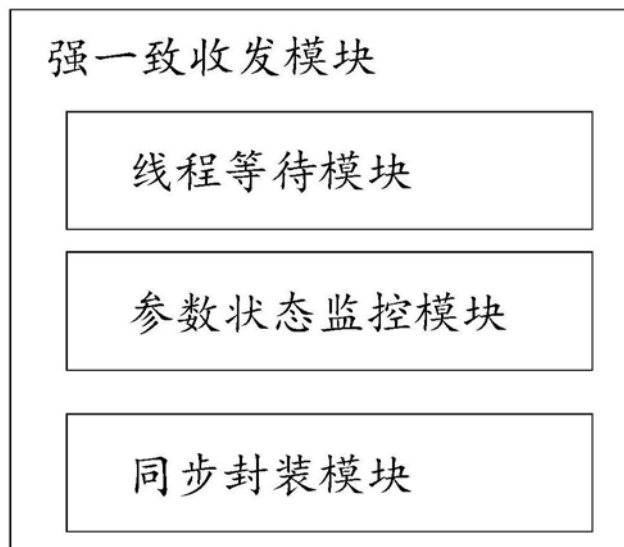 强一致收发模块
线程等待模块
参数状态监控模块
同步封装模块